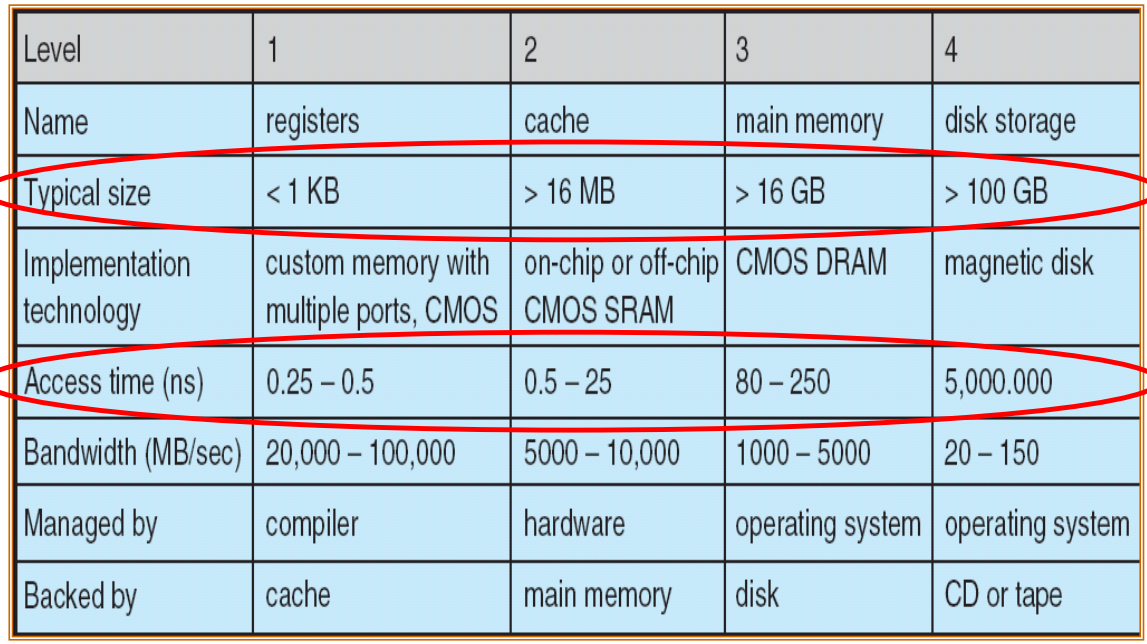 Level 1 2 3 4
Name registers cache main memory disk storage
Typical size < 1 KB > 16 MB > 16 GB > 100 GB
Implementation custom memory with on-chip or off-chip CMOS DRAM magnetic disk
technology multiple ports, CMOS CMOS SRAM
Access time (ns) 0.25 – 0.5 0.5 – 25 80 – 250 5,000.000
Bandwidth (MB/sec) 20,000 – 100,000 5000 – 10,000 1000 – 5000 20 – 150
Managed by compiler hardware operating system operating system
Backed by cache main memory disk CD or tape